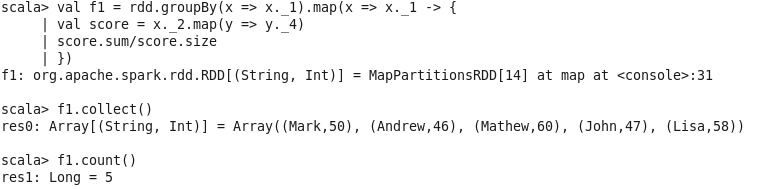 scala> val f1 = rdd.groupBy(x => x._1).map(x => x._1 -> {
     | val score = x._2.map(y => y._4)
     | score.sum/score.size
     | })
f1: org.apache.spark.rdd.RDD[(String, Int)] = MapPartitionsRDD[14] at map at <console>:31
scala> f1.collect()
res0: Array[(String, Int)] = Array((Mark,50), (Andrew,46), (Mathew,60), (John,47), (Lisa,58))
scala> f1.count()
res1: Long = 5